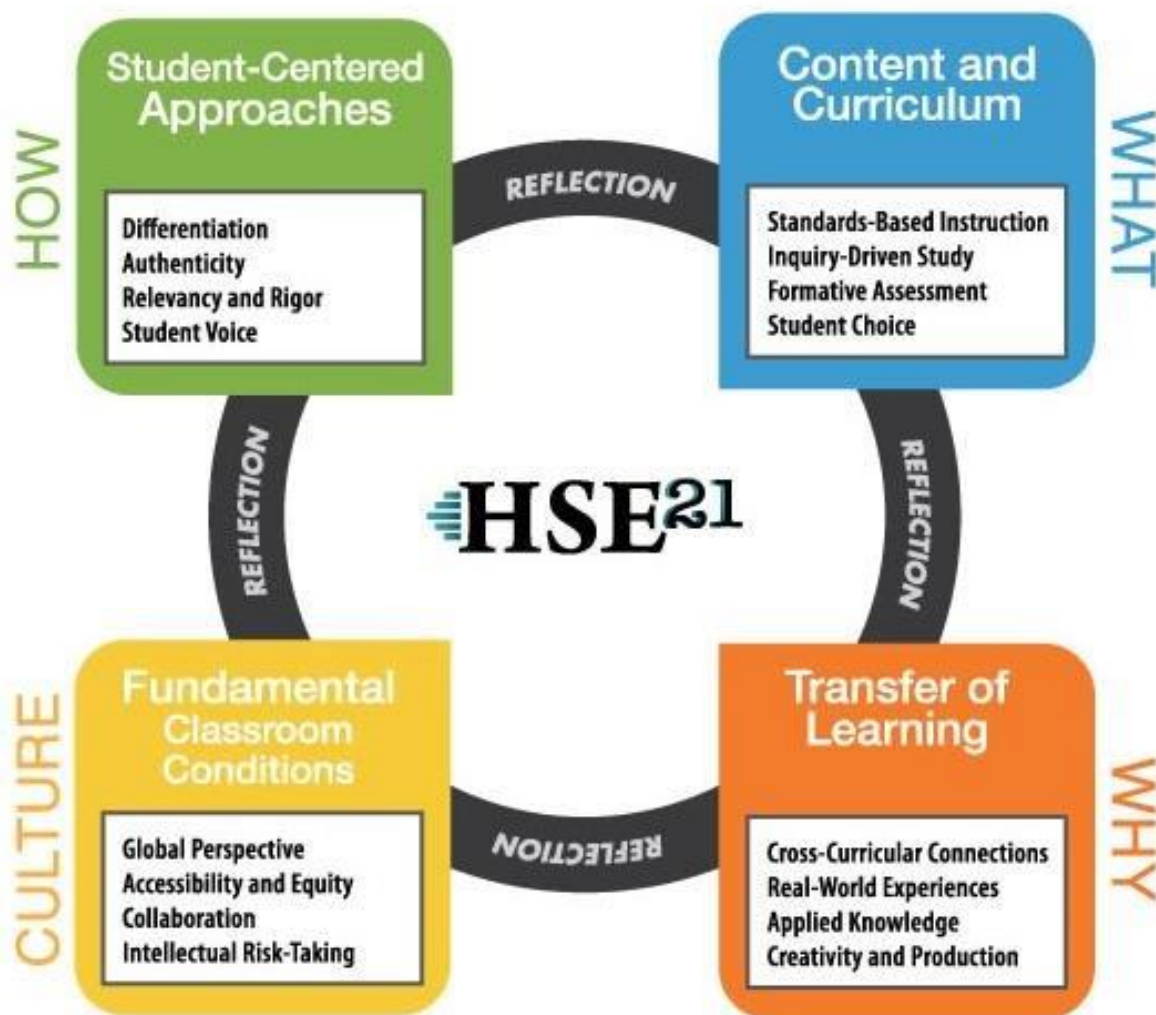 HOW
Student-Centered
Approaches
Differentiation
Authenticity
Relevancy and Rigor
Student Voice
REFLECTION
WHAT
Content and
Curriculum
Standards-Based Instruction
Inquiry-Driven Study
Formative Assessment
Student Choice
REFLECTION
HSE21
REFLECTION
CULTURE
Fundamental
Classroom
Conditions
Global Perspective
Accessibility and Equity
Collaboration
Intellectual Risk-Taking
REFLECTION
WHY
Transfer of
Learning
Cross-Curricular Connections
Real-World Experiences
Applied Knowledge
Creativity and Production